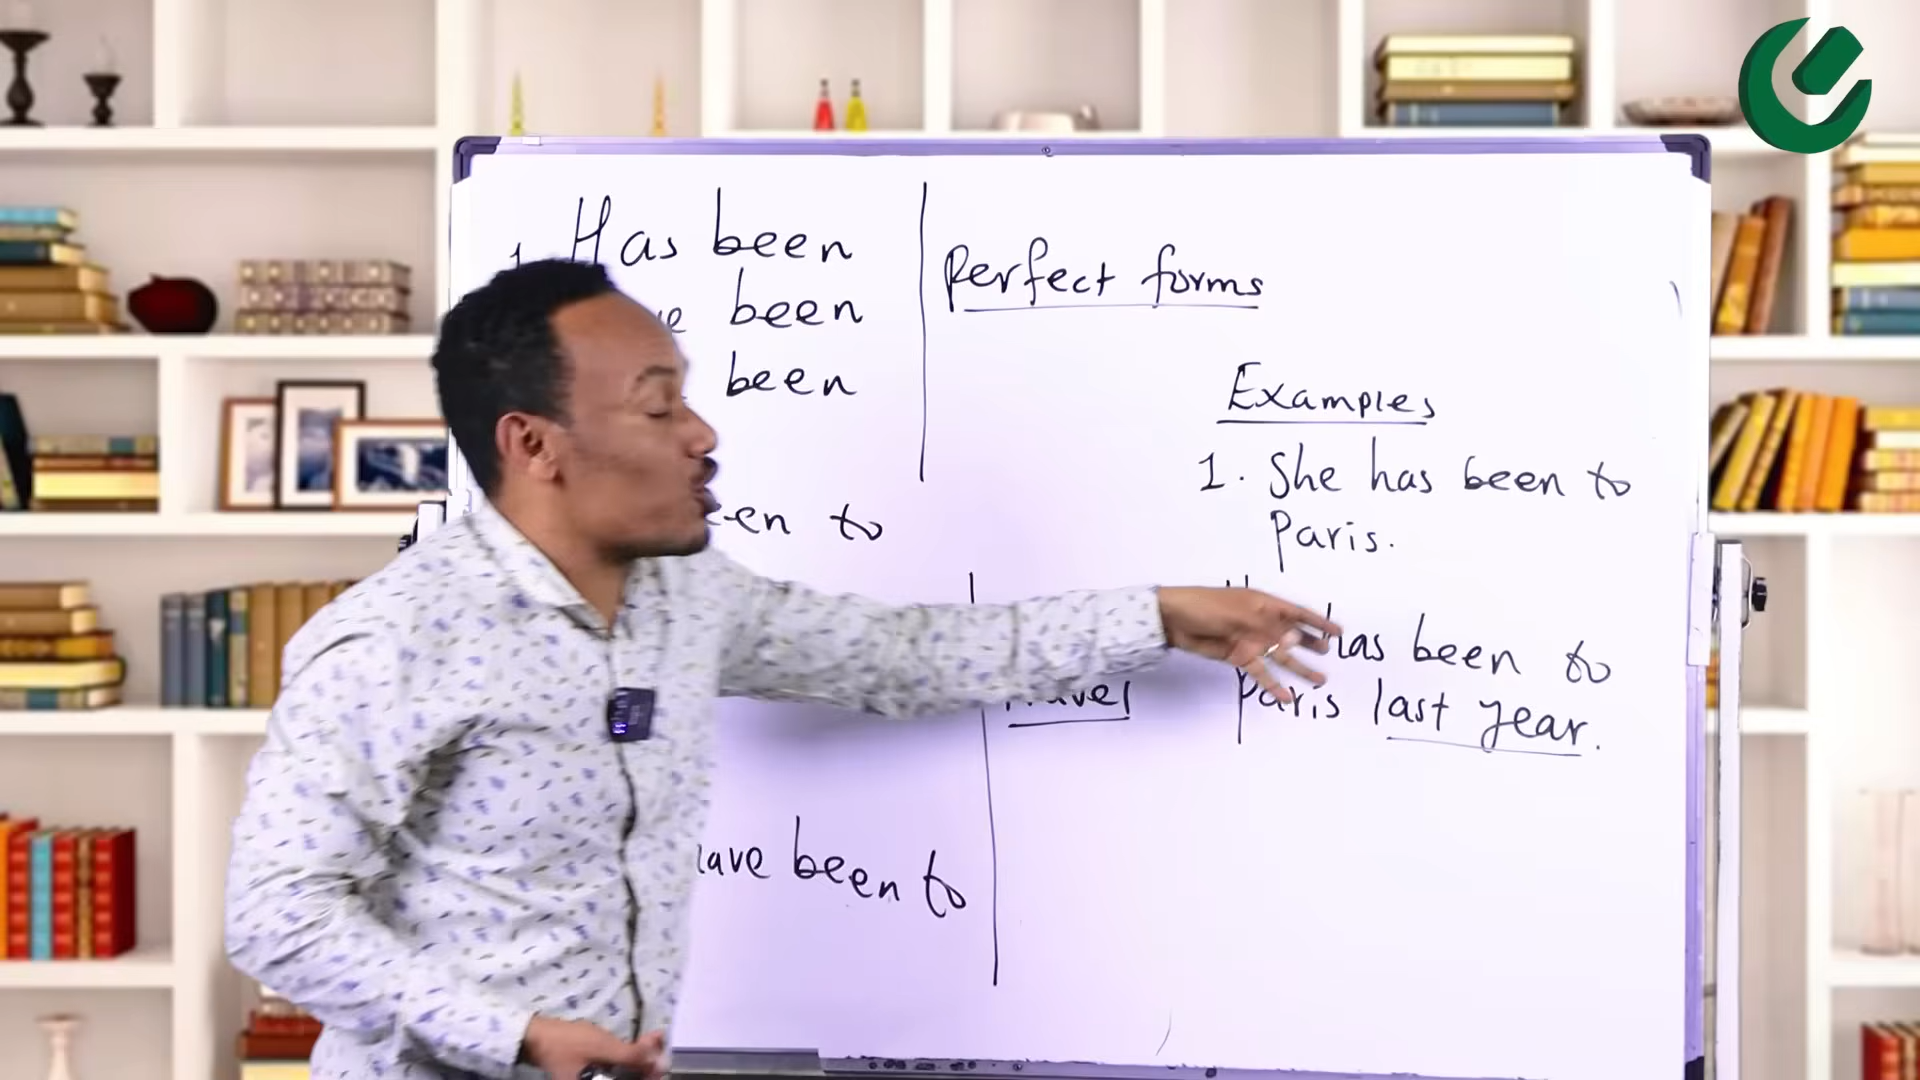 1. Has been
been
been
Perfect forms
Examples
1. She has been to
Paris.
to
has been to
Paris last year.
have been to